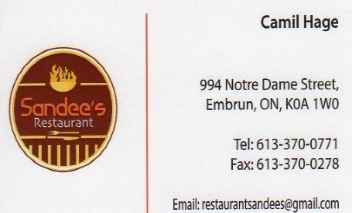 Camil Hage
Sandee's
Restaurant
994 Notre Dame Street,
Embrun, ON, K0A 1W0
Tel: 613-370-0771
Fax: 613-370-0278
Email: restaurantsandees@gmail.com